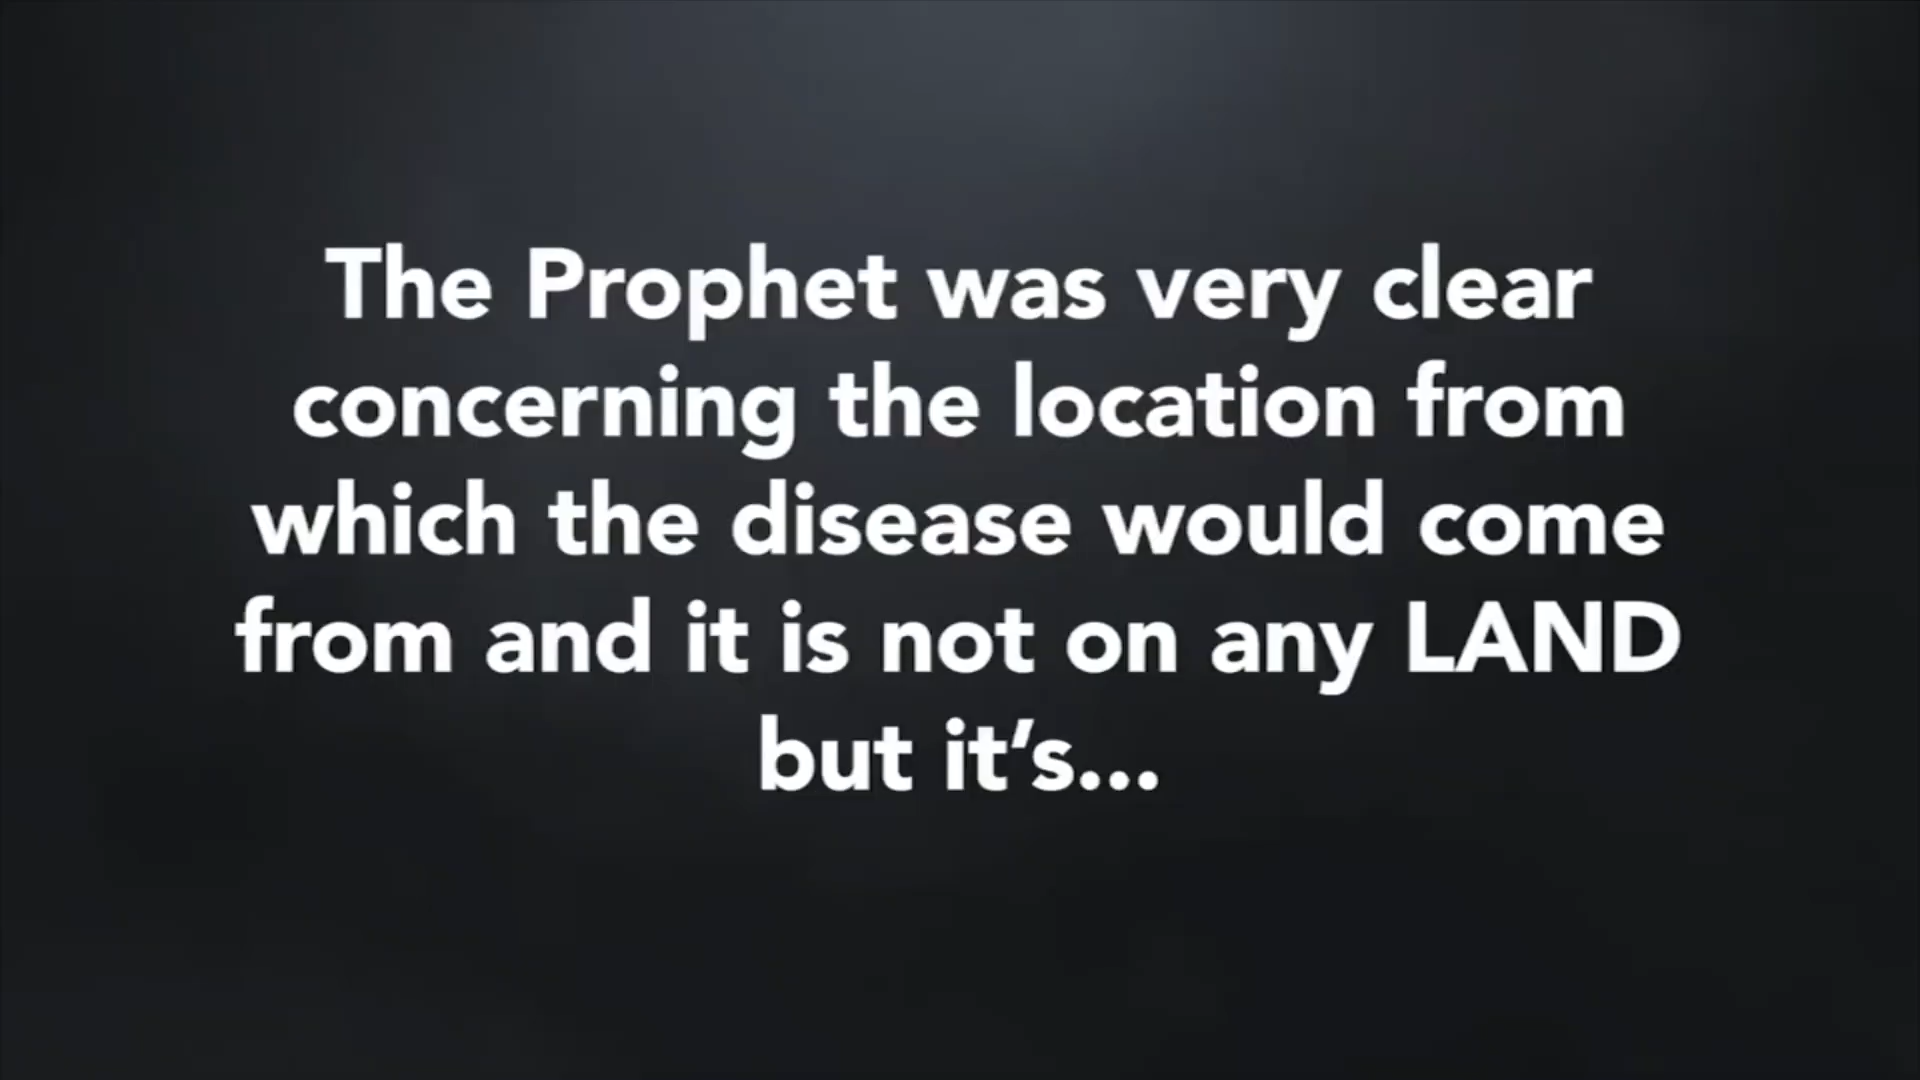 The Prophet was very clear
concerning the location from
which the disease would come
from and it is not on any LAND
but it’s...